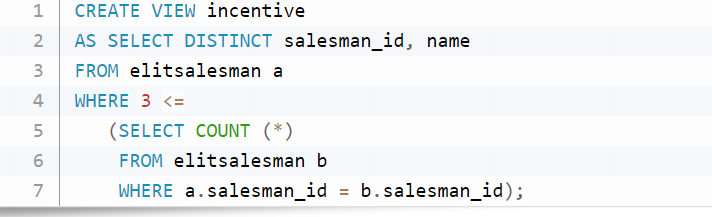 1 CREATE VIEW incentive
2 AS SELECT DISTINCT salesman_id, name
3 FROM elitsalesman a
4 WHERE 3 <=
5    (SELECT COUNT (*)
6     FROM elitsalesman b
7     WHERE a.salesman_id = b.salesman_id);